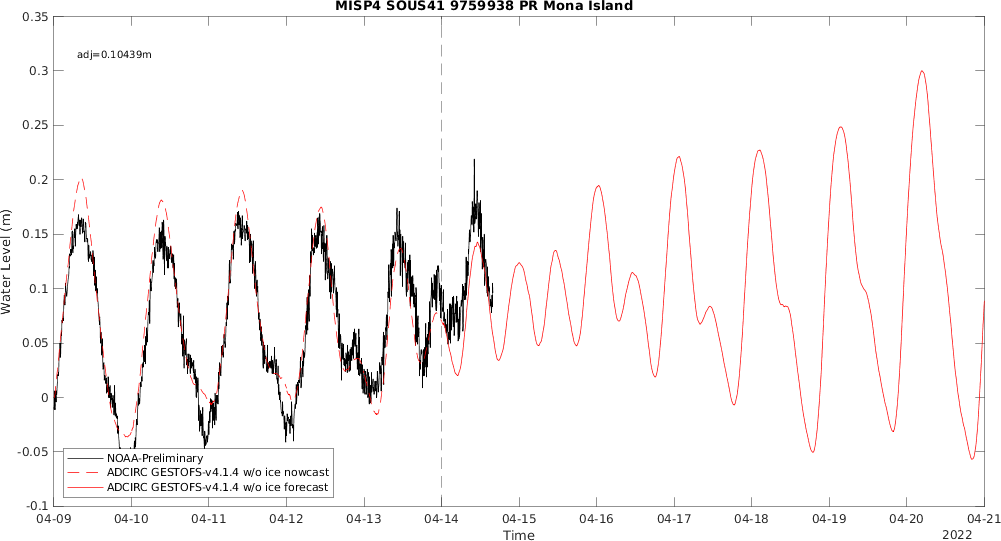 MISP4 SOUS41 9759938 PR Mona Island
adj=0.10439m
Water Level (m)
0.35
0.3
0.25
0.2
0.15
0.1
0.05
0
-0.05
-0.1
NOAA-Preliminary
ADCIRC GESTOFS-v4.1.4 w/o ice nowcast
ADCIRC GESTOFS-v4.1.4 w/o ice forecast
04-09 04-10 04-11 04-12 04-13 04-14 04-15 04-16 04-17 04-18 04-19 04-20 04-21
Time
2022